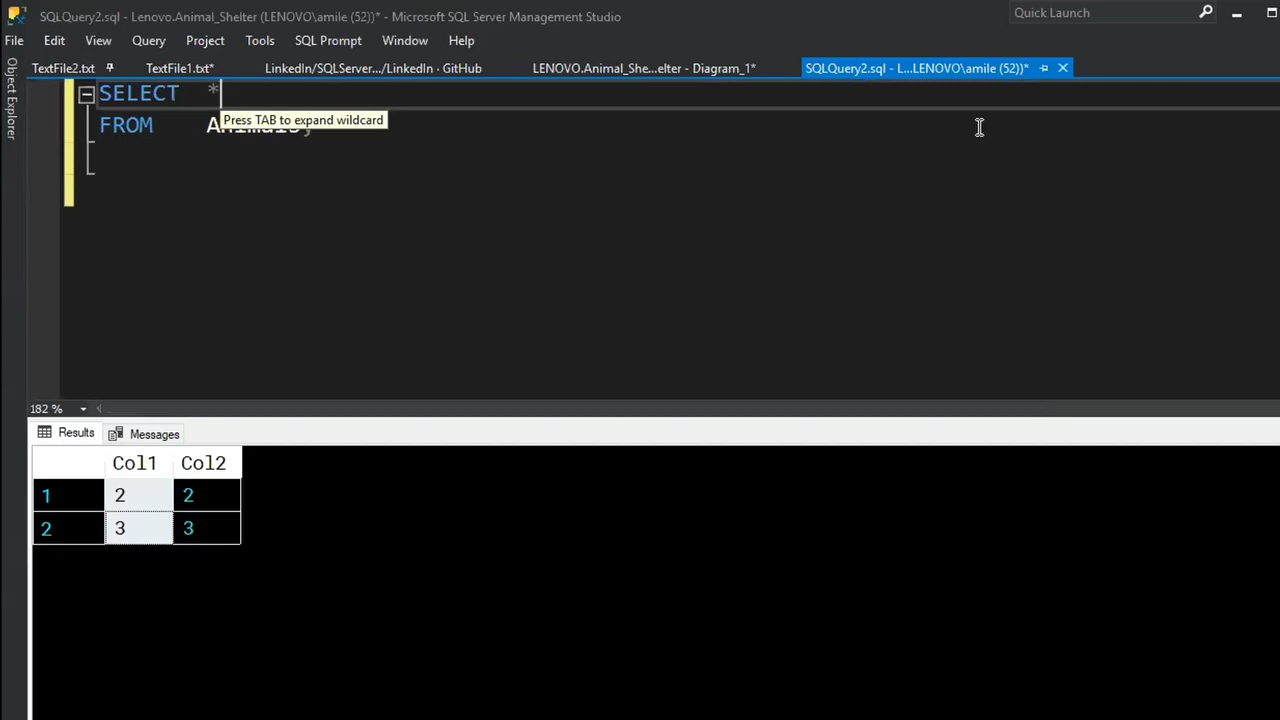 SQLQuery2.sql - Lenovo.Animal_Shelter (LENOVO\amile (52))* - Microsoft SQL Server Management Studio
Quick Launch
File Edit View Query Project Tools SQL Prompt Window Help
TextFile2.txt TextFile1.txt* LinkedIn/SQLServer.../LinkedIn · GitHub LENOVO.Animal_She...elter - Diagram_1* SQLQuery2.sql - L...LENOVO\amile (52))*
Object Explorer
SELECT *
Press TAB to expand wildcard
FROM Animals;
182 %
Results Messages
Col1 Col2
1 2 2
2 3 3